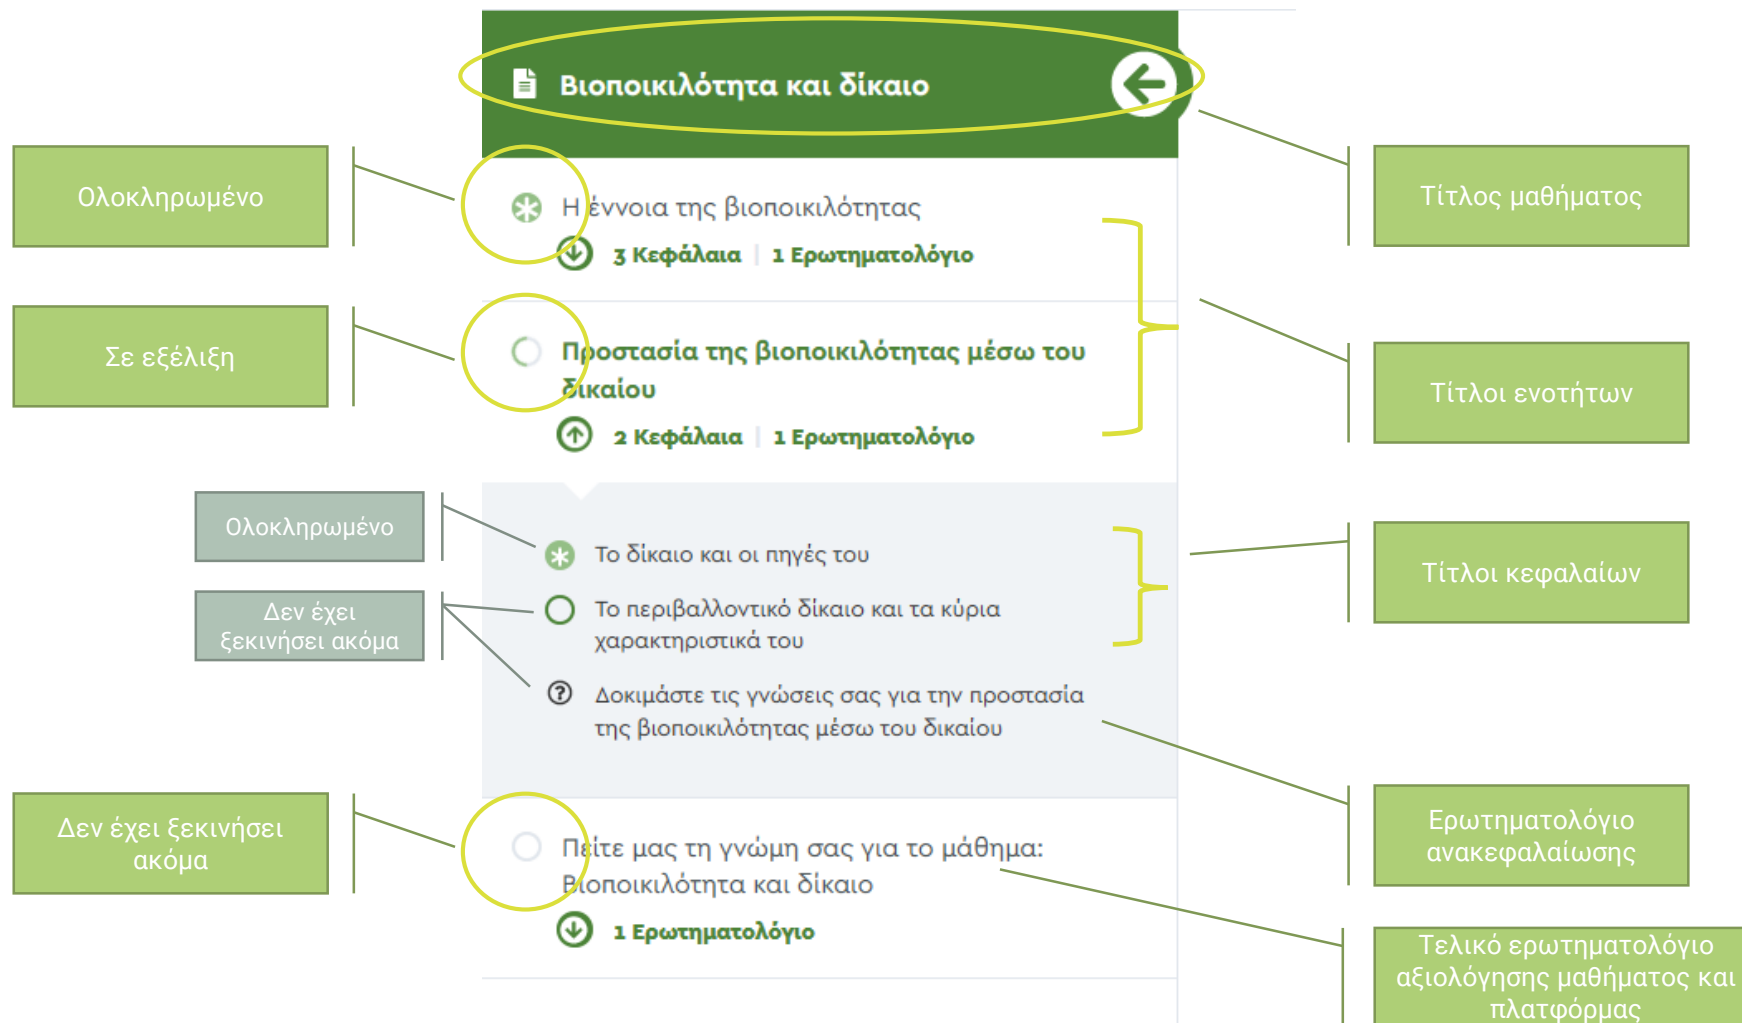 Βιοποικιλότητα και δίκαιο
Ολοκληρωμένο
Τίτλος μαθήματος
Η έννοια της βιοποικιλότητας
3 Κεφάλαια | 1 Ερωτηματολόγιο
Σε εξέλιξη
Προστασία της βιοποικιλότητας μέσω του
δικαίου
2 Κεφάλαια | 1 Ερωτηματολόγιο
Τίτλοι ενοτήτων
Ολοκληρωμένο
Το δίκαιο και οι πηγές του
Τίτλοι κεφαλαίων
Δεν έχει
ξεκινήσει ακόμα
Το περιβαλλοντικό δίκαιο και τα κύρια
χαρακτηριστικά του
Δοκιμάστε τις γνώσεις σας για την προστασία
της βιοποικιλότητας μέσω του δικαίου
Ερωτηματολόγιο
ανακεφαλαίωσης
Δεν έχει ξεκινήσει
ακόμα
Πείτε μας τη γνώμη σας για το μάθημα:
Βιοποικιλότητα και δίκαιο
1 Ερωτηματολόγιο
Τελικό ερωτηματολόγιο
αξιολόγησης μαθήματος και
πλατφόρμας